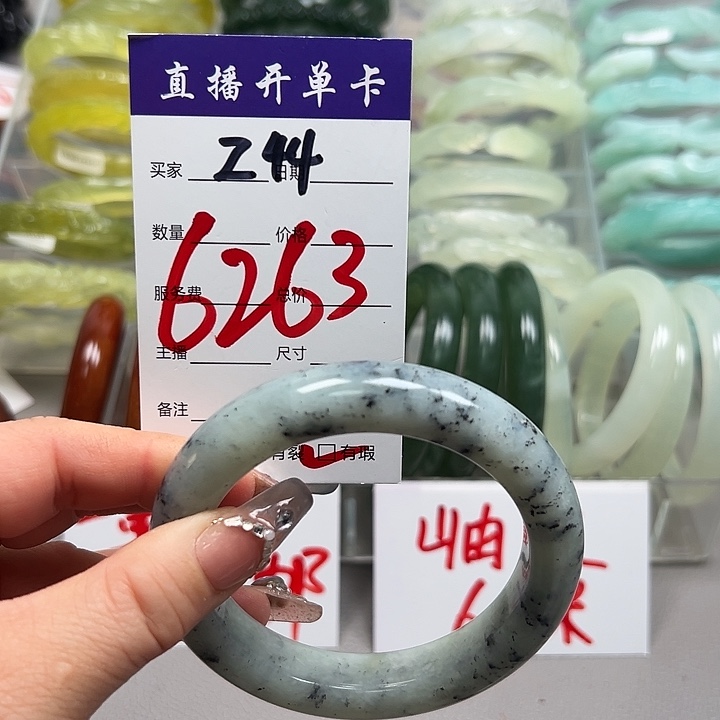 直播开单卡
买家 Z44 日期
数量 价格
6263
服务费 总价
主播 尺寸
备注
有裂 有瑕
岫